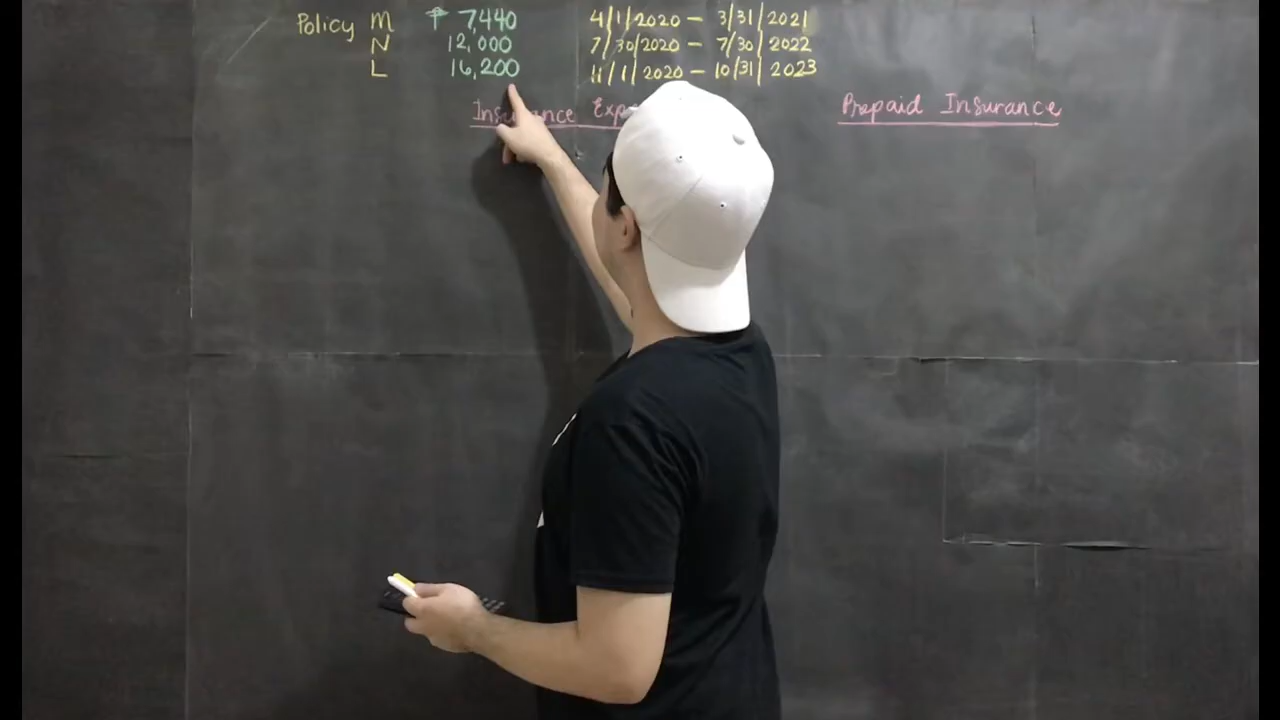 Policy M ₱ 7,440 4/1/2020 – 3/31/2021
N 12,000 7/30/2020 – 7/30/2022
L 16,200 11/1/2020 – 10/31/2023
Insurance Prepaid Insurance